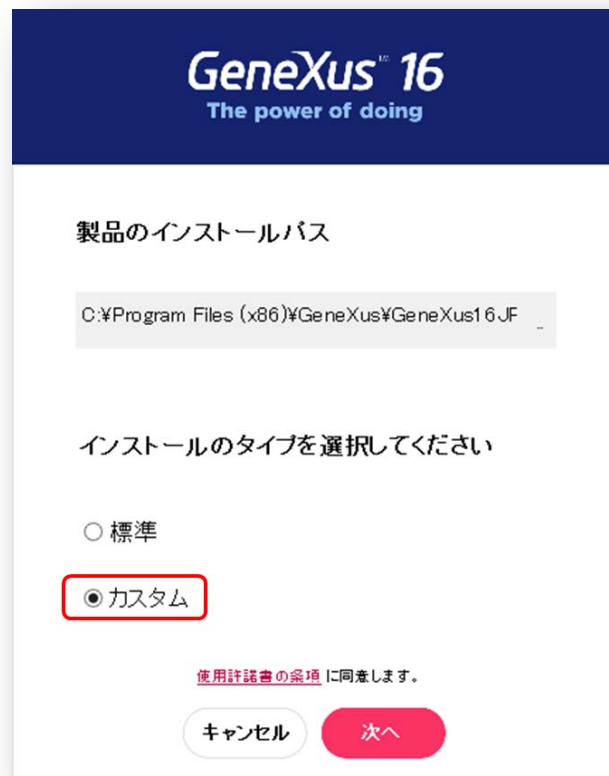 GeneXus™ 16
The power of doing
製品のインストールパス
C:¥Program Files (x86)¥GeneXus¥GeneXus16JF
インストールのタイプを選択してください
標準
カスタム
使用許諾書の条項 に同意します。
キャンセル 次へ